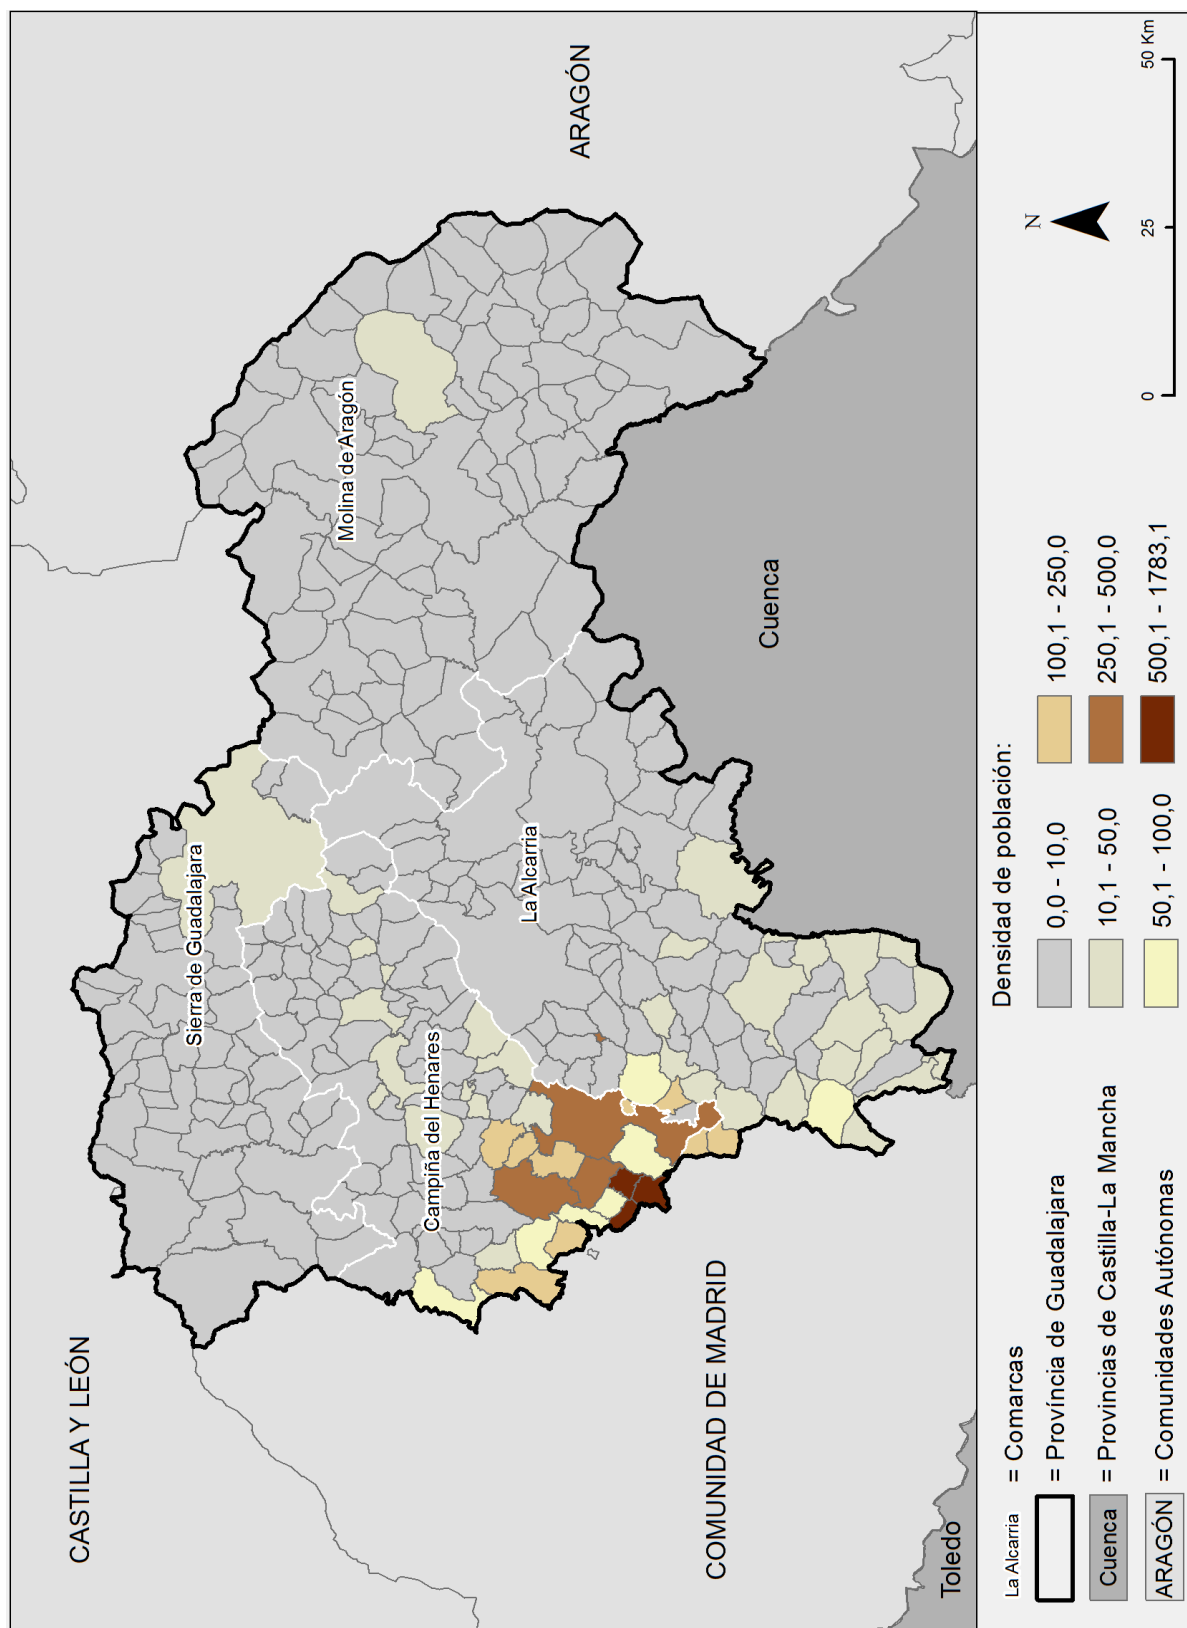 CASTILLA Y LEÓN
ARAGÓN
Sierra de Guadalajara
Molina de Aragón
Campiña del Henares
La Alcarria
COMUNIDAD DE MADRID
Cuenca
Toledo
La Alcarria = Comarcas
= Província de Guadalajara
Cuenca = Provincias de Castilla-La Mancha
ARAGÓN = Comunidades Autónomas
Densidad de población:
0,0 - 10,0
10,1 - 50,0
50,1 - 100,0
100,1 - 250,0
250,1 - 500,0
500,1 - 1783,1
N
0 25 50 Km